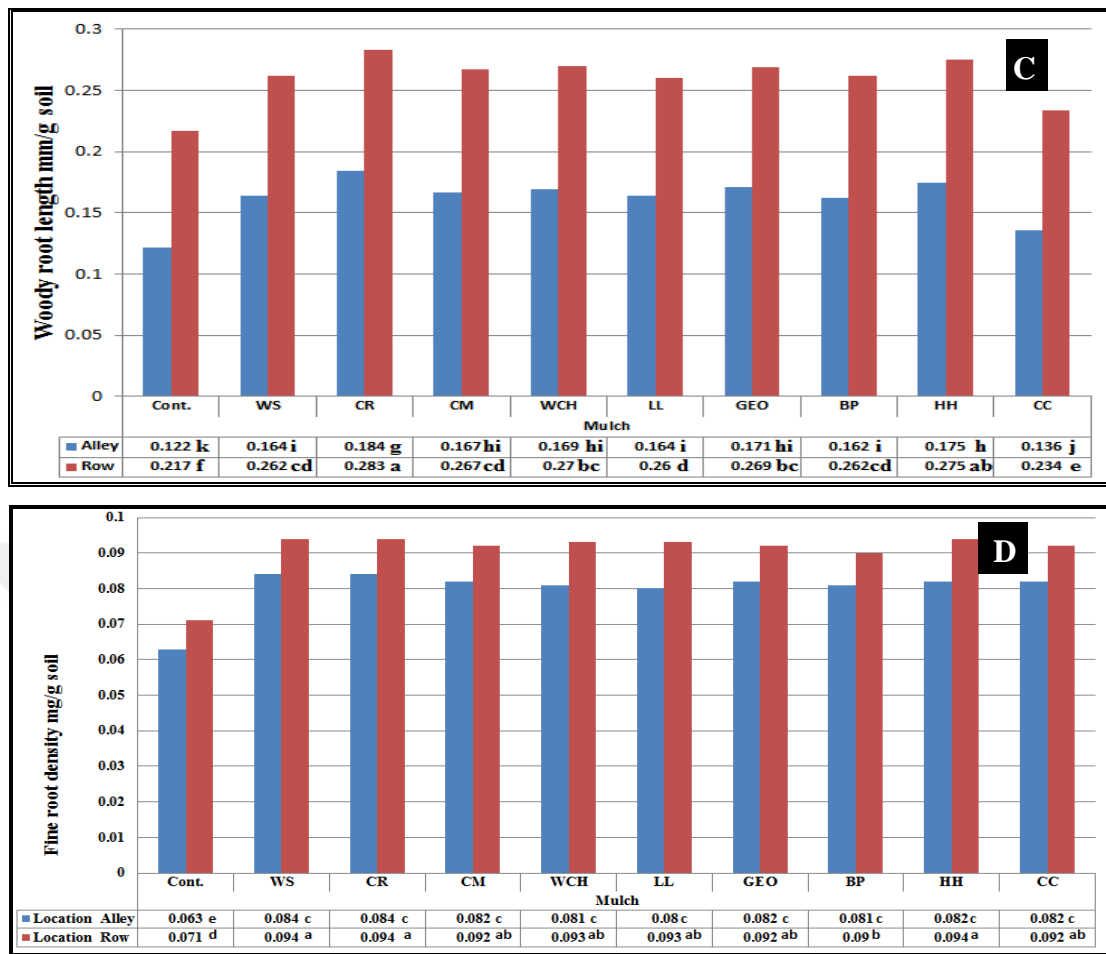 C
Woody root length mm/g soil
0.3
0.25
0.2
0.15
0.1
0.05
0
Cont. WS CR CM WCH LL GEO BP HH CC
Mulch
Alley 0.122 k 0.164 i 0.184 g 0.167 hi 0.169 hi 0.164 i 0.171 hi 0.162 i 0.175 h 0.136 j
Row 0.217 f 0.262 cd 0.283 a 0.267 cd 0.27 bc 0.26 d 0.269 bc 0.262 cd 0.275 ab 0.234 e
D
Fine root density mg/g soil
0.1
0.09
0.08
0.07
0.06
0.05
0.04
0.03
0.02
0.01
0
Cont. WS CR CM WCH LL GEO BP HH CC
Mulch
Location Alley 0.063 e 0.084 c 0.084 c 0.082 c 0.081 c 0.08 c 0.082 c 0.081 c 0.082 c 0.082 c
Location Row 0.071 d 0.094 a 0.094 a 0.092 ab 0.093 ab 0.093 ab 0.092 ab 0.09 b 0.094 a 0.092 ab